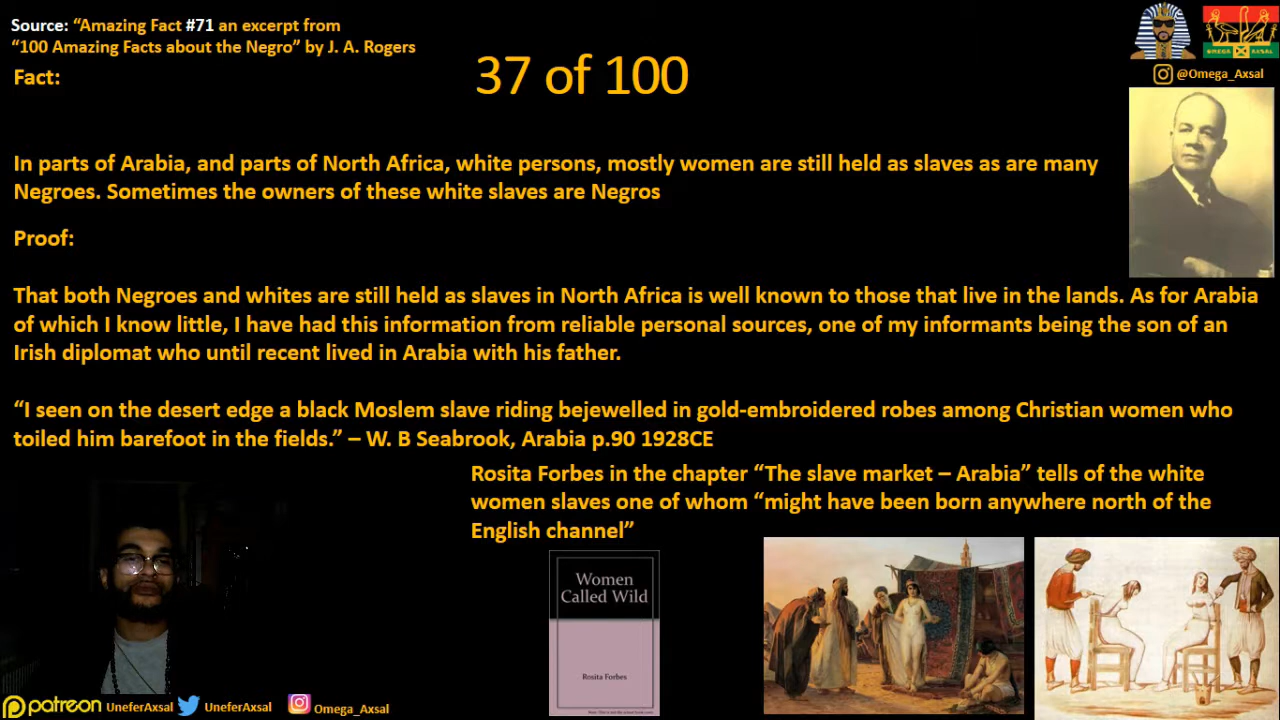 Source: “Amazing Fact #71 an excerpt from
“100 Amazing Facts about the Negro” by J. A. Rogers
Fact:
37 of 100
OMEGA AXSAL
@Omega_Axsal
In parts of Arabia, and parts of North Africa, white persons, mostly women are still held as slaves as are many
Negroes. Sometimes the owners of these white slaves are Negros
Proof:
That both Negroes and whites are still held as slaves in North Africa is well known to those that live in the lands. As for Arabia
of which I know little, I have had this information from reliable personal sources, one of my informants being the son of an
Irish diplomat who until recent lived in Arabia with his father.
“I seen on the desert edge a black Moslem slave riding bejewelled in gold-embroidered robes among Christian women who
toiled him barefoot in the fields.” – W. B Seabrook, Arabia p.90 1928CE
Rosita Forbes in the chapter “The slave market – Arabia” tells of the white
women slaves one of whom “might have been born anywhere north of the
English channel”
Women
Called Wild
Rosita Forbes
patreon UneferAxsal UneferAxsal Omega_Axsal